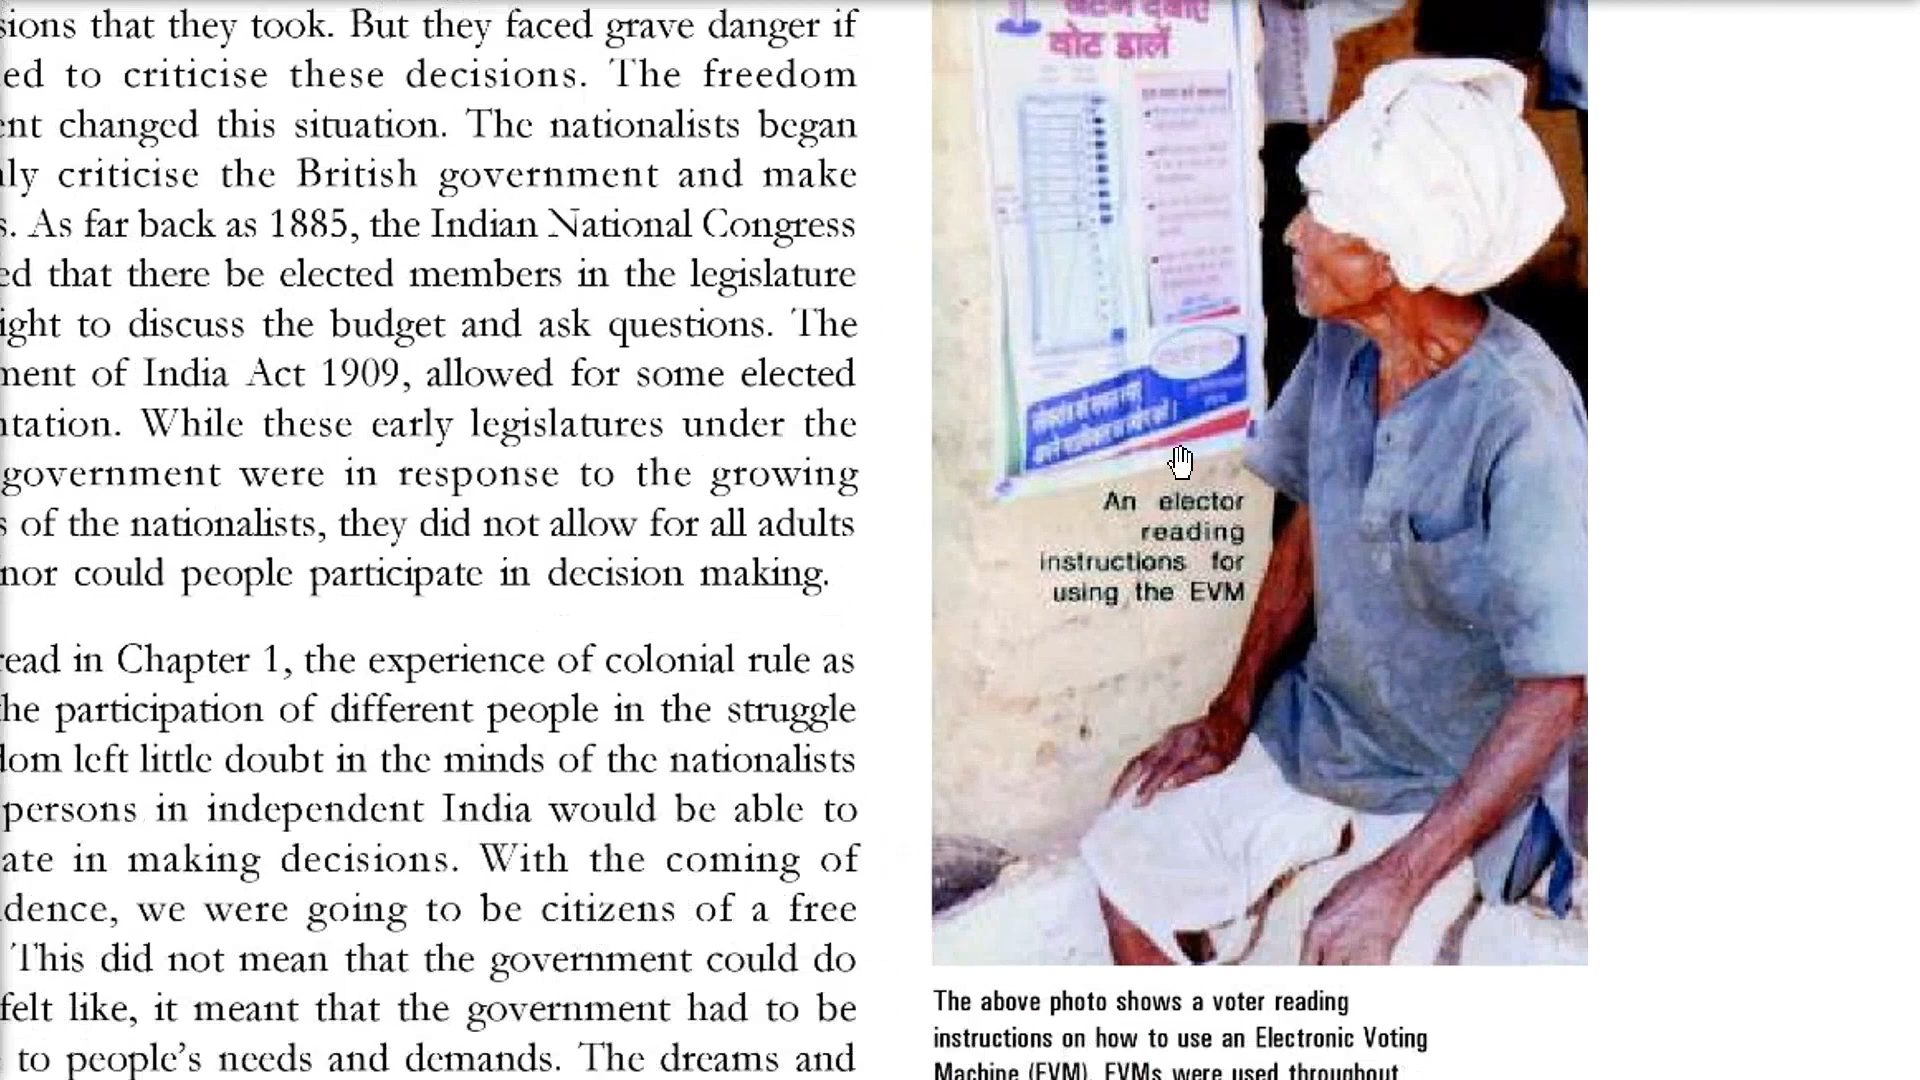 sions that they took. But they faced grave danger if
ed to criticise these decisions. The freedom
ent changed this situation. The nationalists began
nly criticise the British government and make
s. As far back as 1885, the Indian National Congress
ed that there be elected members in the legislature
ight to discuss the budget and ask questions. The
ment of India Act 1909, allowed for some elected
ntation. While these early legislatures under the
government were in response to the growing
s of the nationalists, they did not allow for all adults
nor could people participate in decision making.
read in Chapter 1, the experience of colonial rule as
the participation of different people in the struggle
dom left little doubt in the minds of the nationalists
persons in independent India would be able to
ate in making decisions. With the coming of
dence, we were going to be citizens of a free
This did not mean that the government could do
felt like, it meant that the government had to be
to people's needs and demands. The dreams and
बटन दबाएं
वोट डालें
An elector
reading
instructions for
using the EVM
The above photo shows a voter reading
instructions on how to use an Electronic Voting
Machine (EVM). EVMs were used throughout